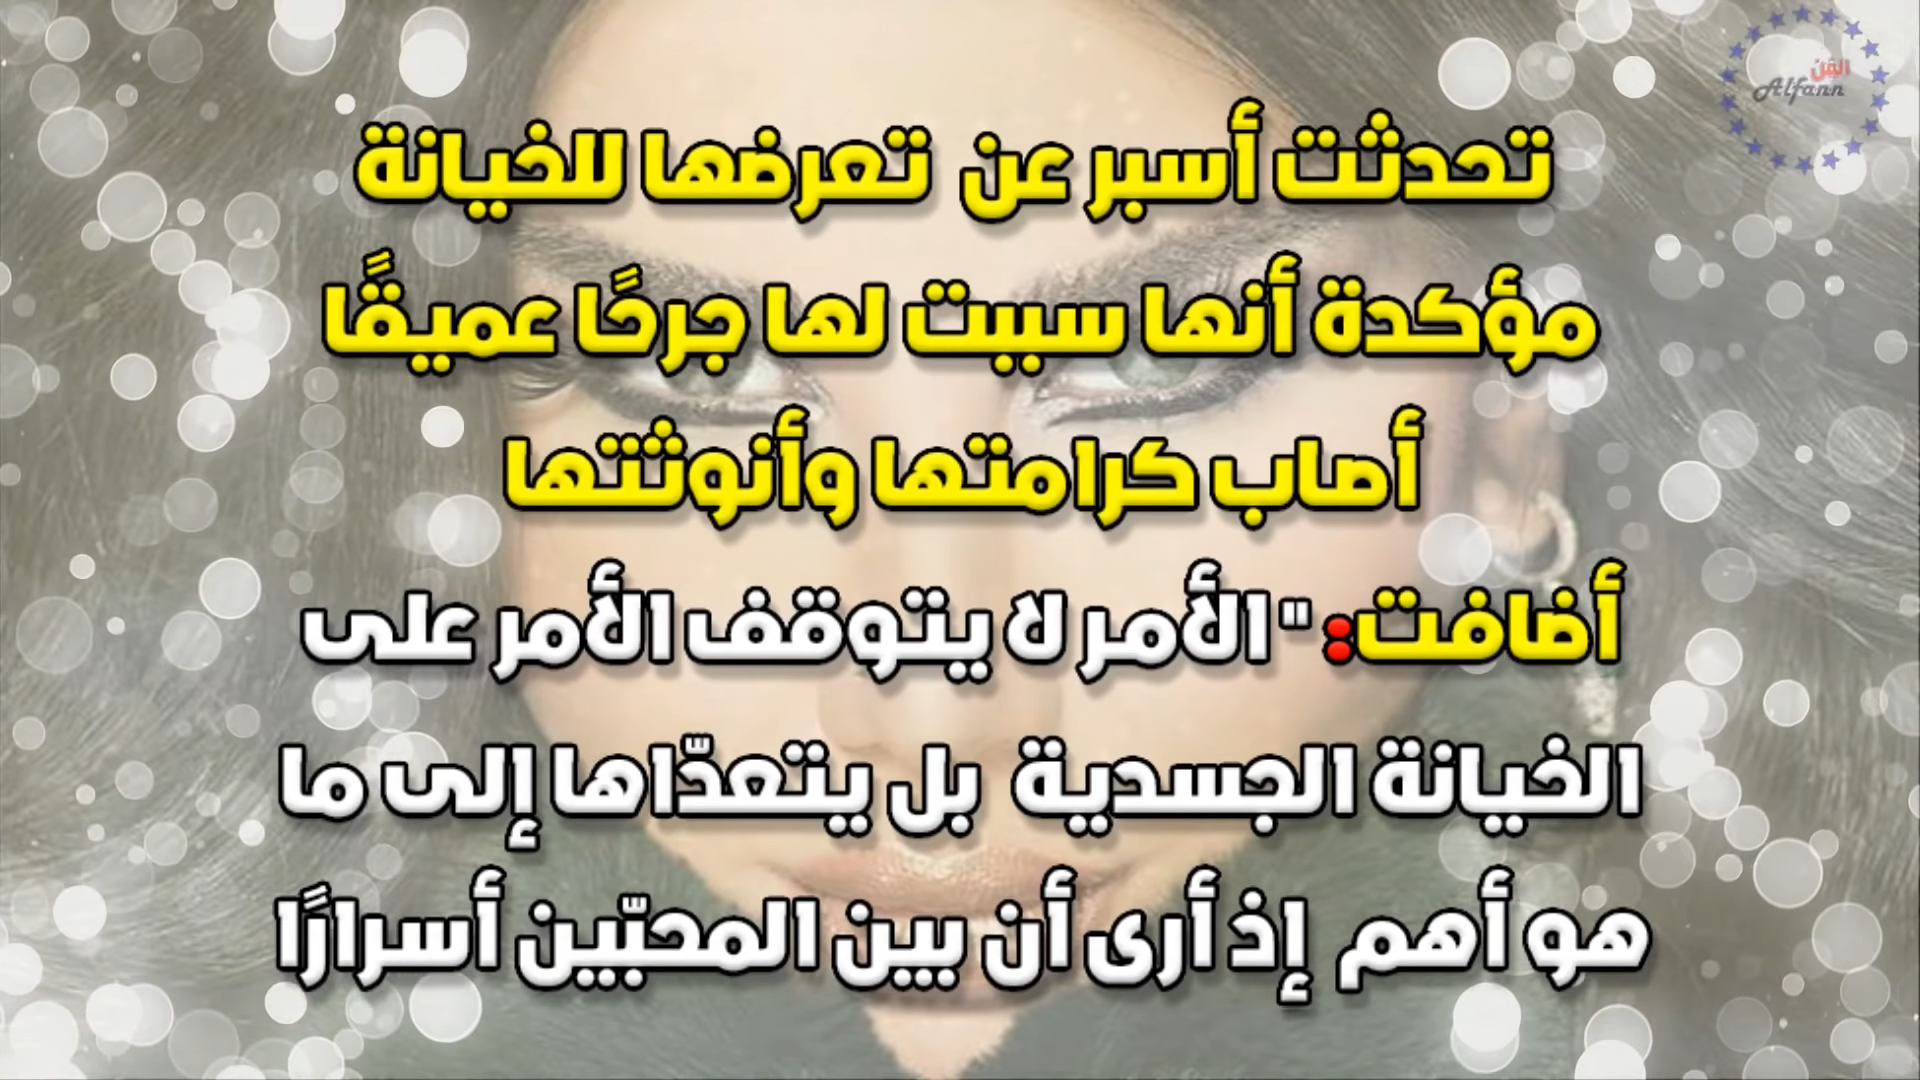 الفن
Alfann
تحدثت أسبر عن تعرضها للخيانة
مؤكدة أنها سببت لها جرحًا عميقًا
أصاب كرامتها وأنوثتها
أضافت: " الأمر لا يتوقف الأمر على
الخيانة الجسدية بل يتعدّاها إلى ما
هو أهم إذ أرى أن بين المحبّين أسرارًا